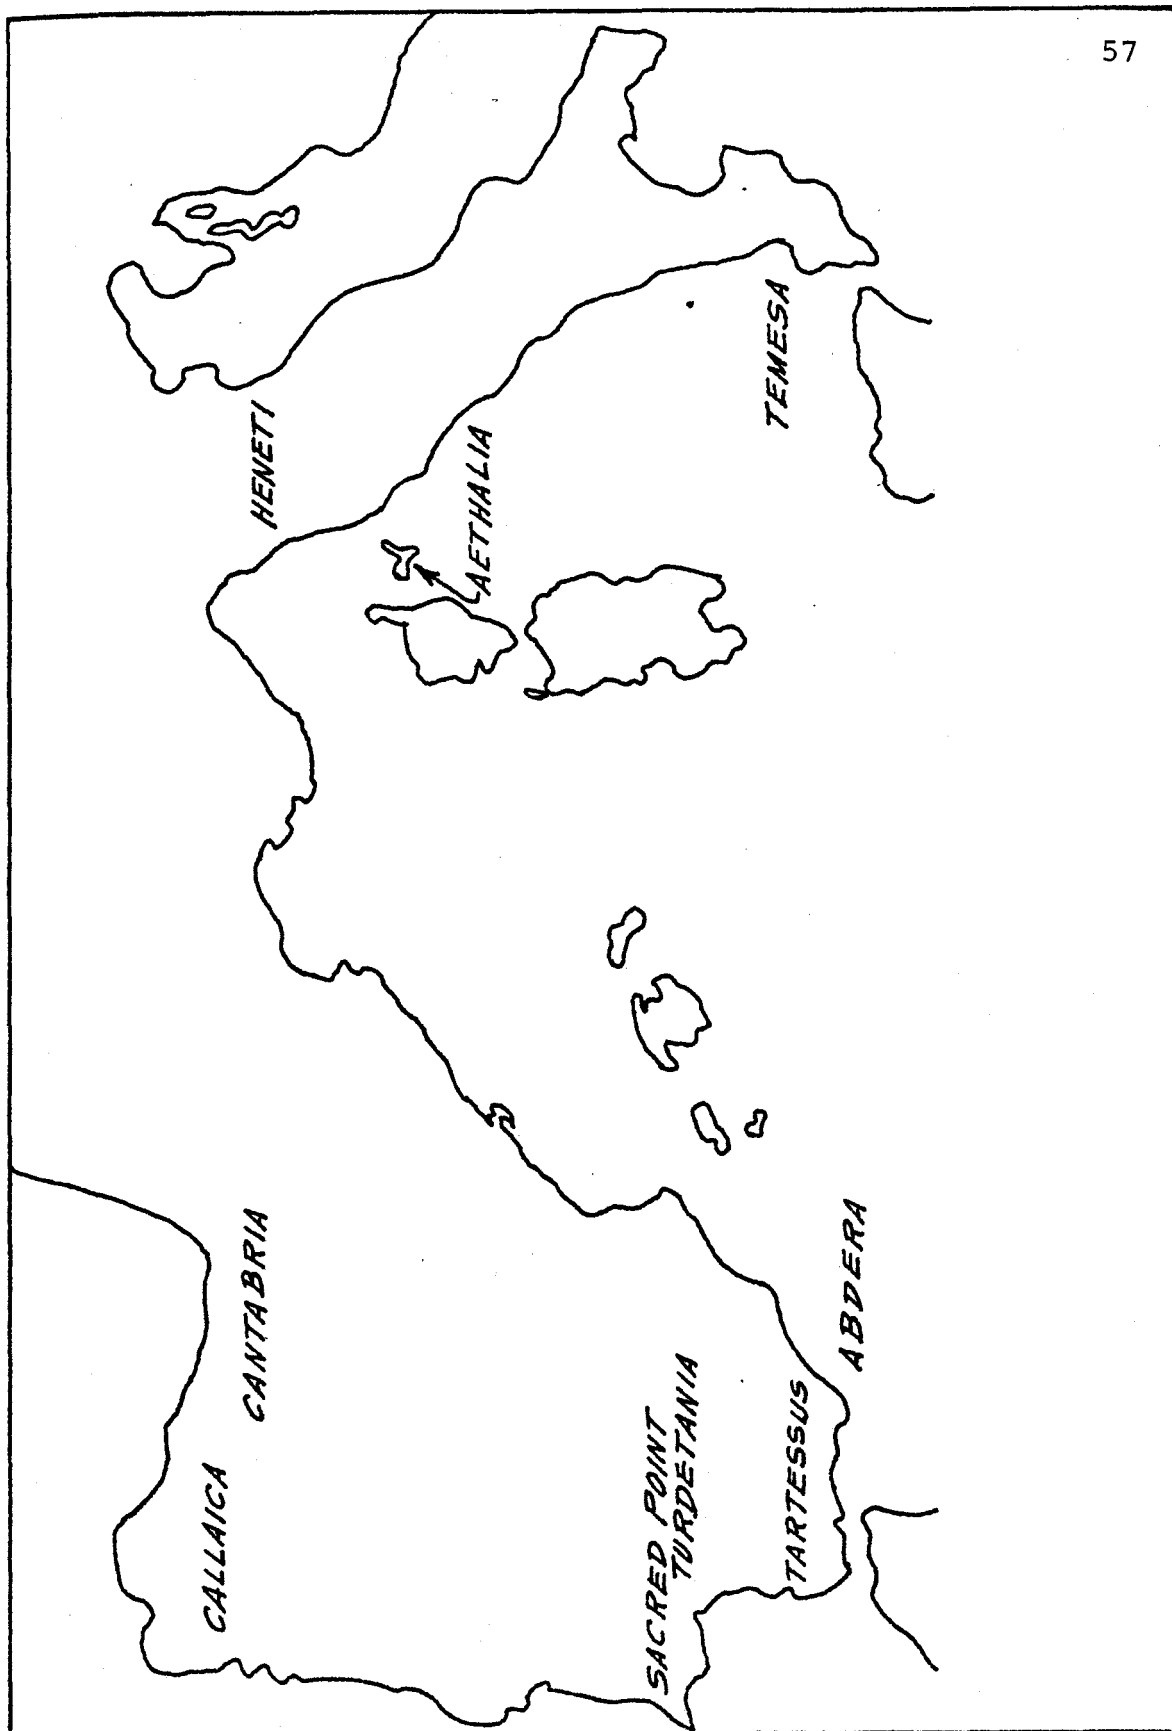 57
HENETI
AETHALIA
TEMESA
CANTABRIA
CALLAICA
SACRED POINT
TURDETANIA
TARTESSUS
ABDERA